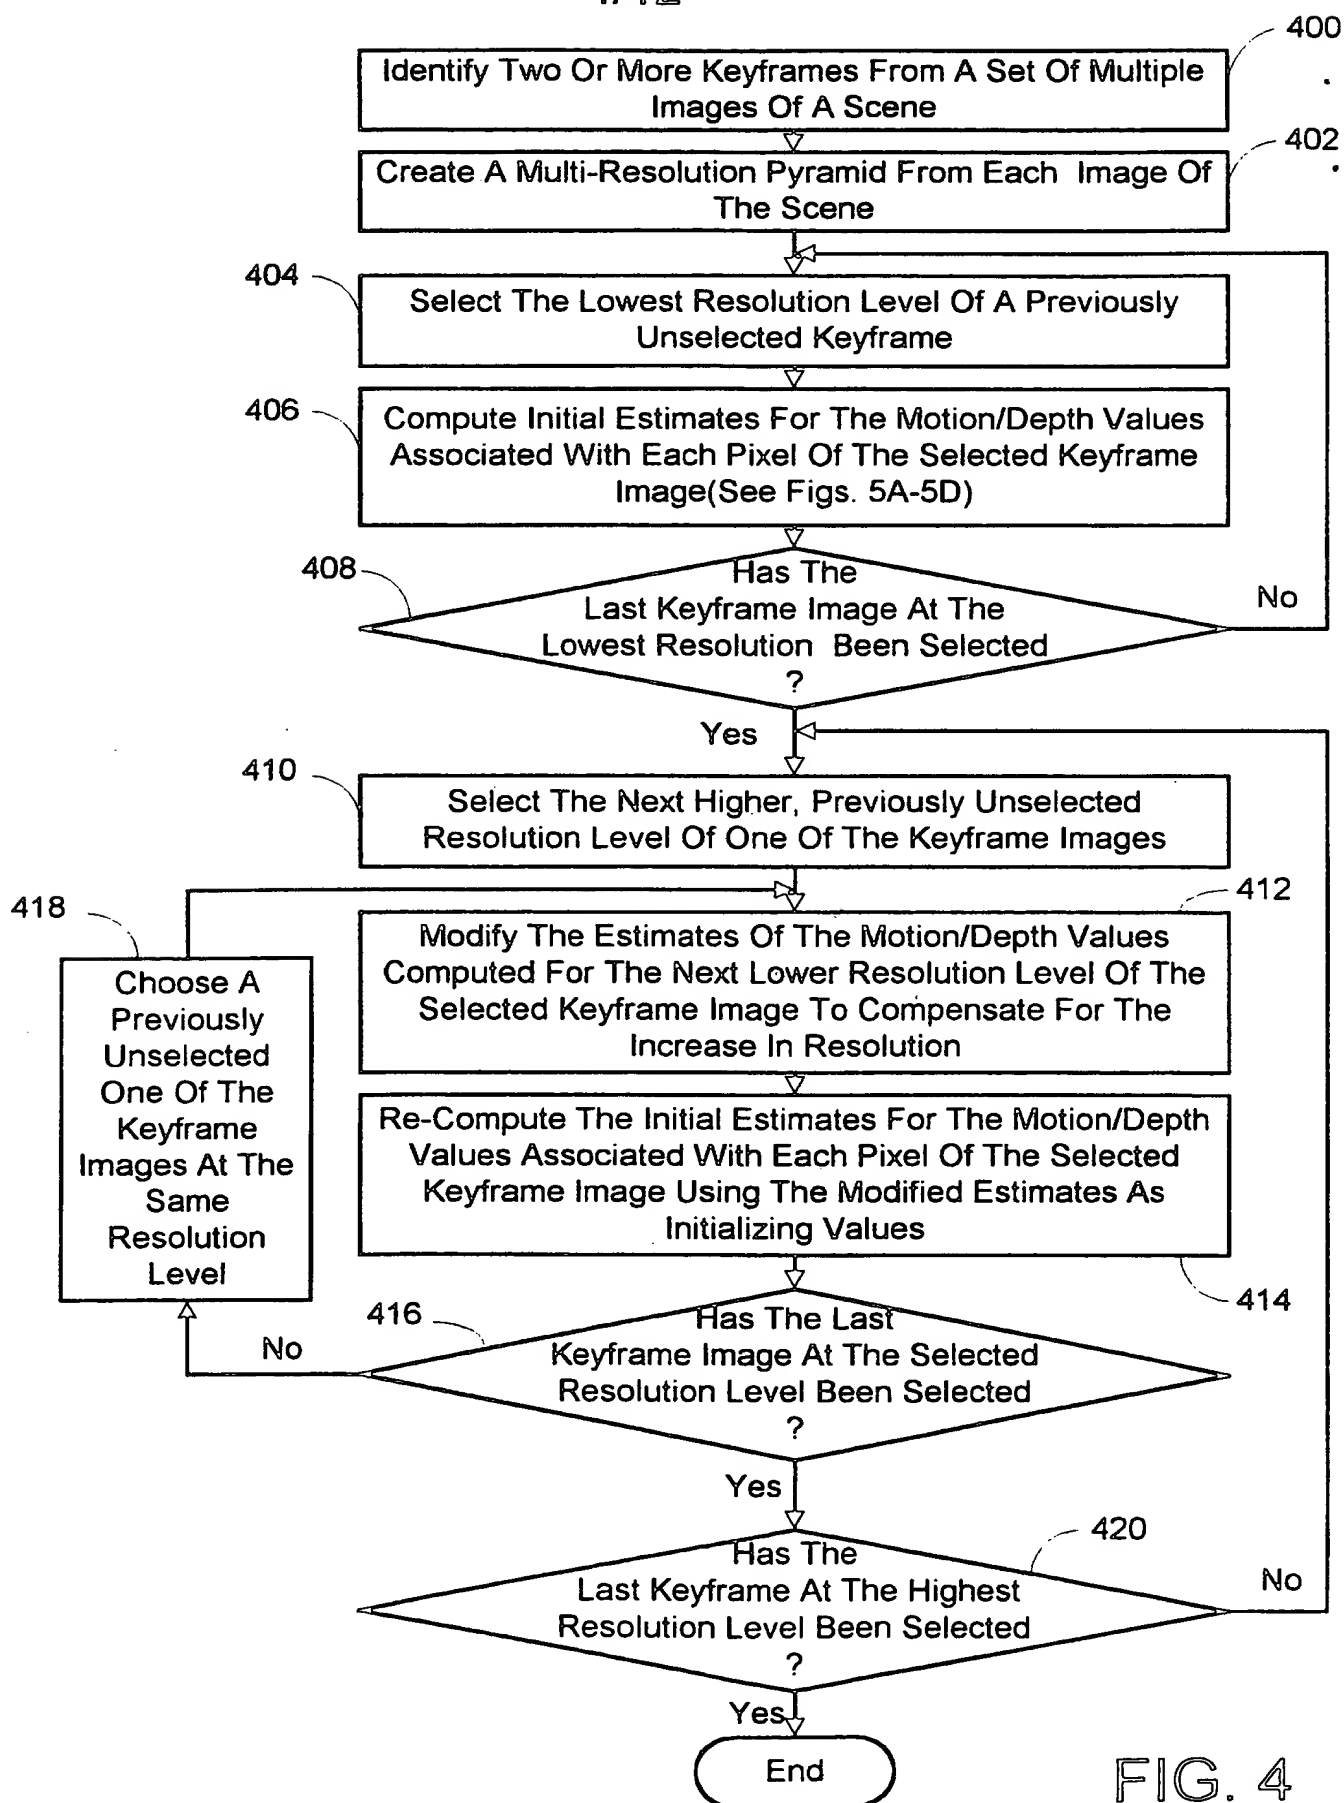 400
Identify Two Or More Keyframes From A Set Of Multiple
Images Of A Scene
402
Create A Multi-Resolution Pyramid From Each Image Of
The Scene
404
Select The Lowest Resolution Level Of A Previously
Unselected Keyframe
406
Compute Initial Estimates For The Motion/Depth Values
Associated With Each Pixel Of The Selected Keyframe
Image(See Figs. 5A-5D)
408
Has The
Last Keyframe Image At The
Lowest Resolution Been Selected
?
No
Yes
410
Select The Next Higher, Previously Unselected
Resolution Level Of One Of The Keyframe Images
412
Modify The Estimates Of The Motion/Depth Values
Computed For The Next Lower Resolution Level Of The
Selected Keyframe Image To Compensate For The
Increase In Resolution
418
Choose A
Previously
Unselected
One Of The
Keyframe
Images At The
Same
Resolution
Level
Re-Compute The Initial Estimates For The Motion/Depth
Values Associated With Each Pixel Of The Selected
Keyframe Image Using The Modified Estimates As
Initializing Values
414
416
Has The Last
Keyframe Image At The Selected
Resolution Level Been Selected
?
No
Yes
420
Has The
Last Keyframe At The Highest
Resolution Level Been Selected
?
No
Yes
End
FIG. 4